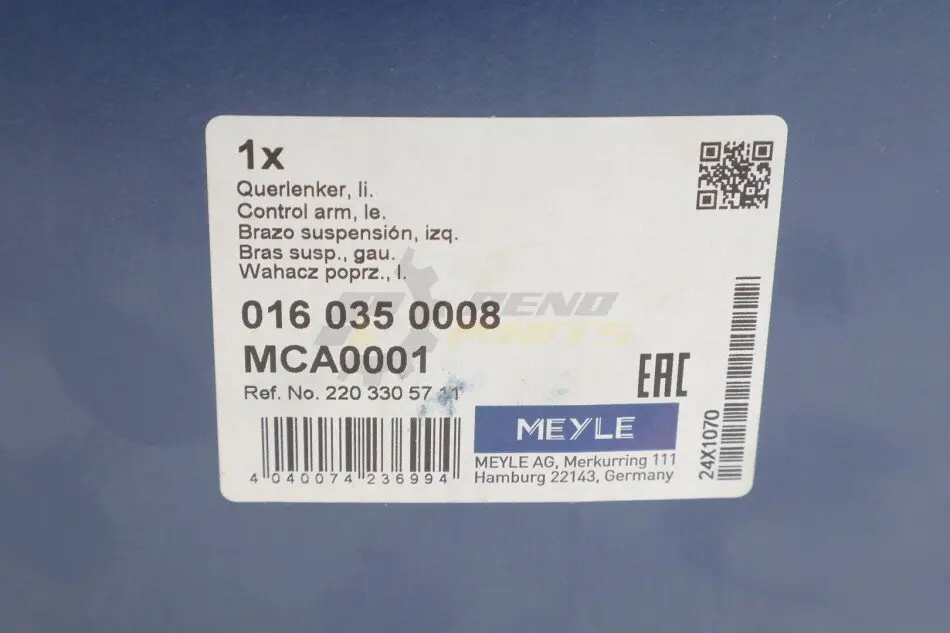 1x
Querlenker, li.
Control arm, le.
Brazo suspensión, izq.
Bras susp., gau.
Wahacz poprz., l.
016 035 0008
MCA0001
Ref. No. 220 330 57 11
4 040074 236994
EAC
MEYLE
MEYLE AG, Merkurring 111
Hamburg 22143, Germany
24X1070
PARTS